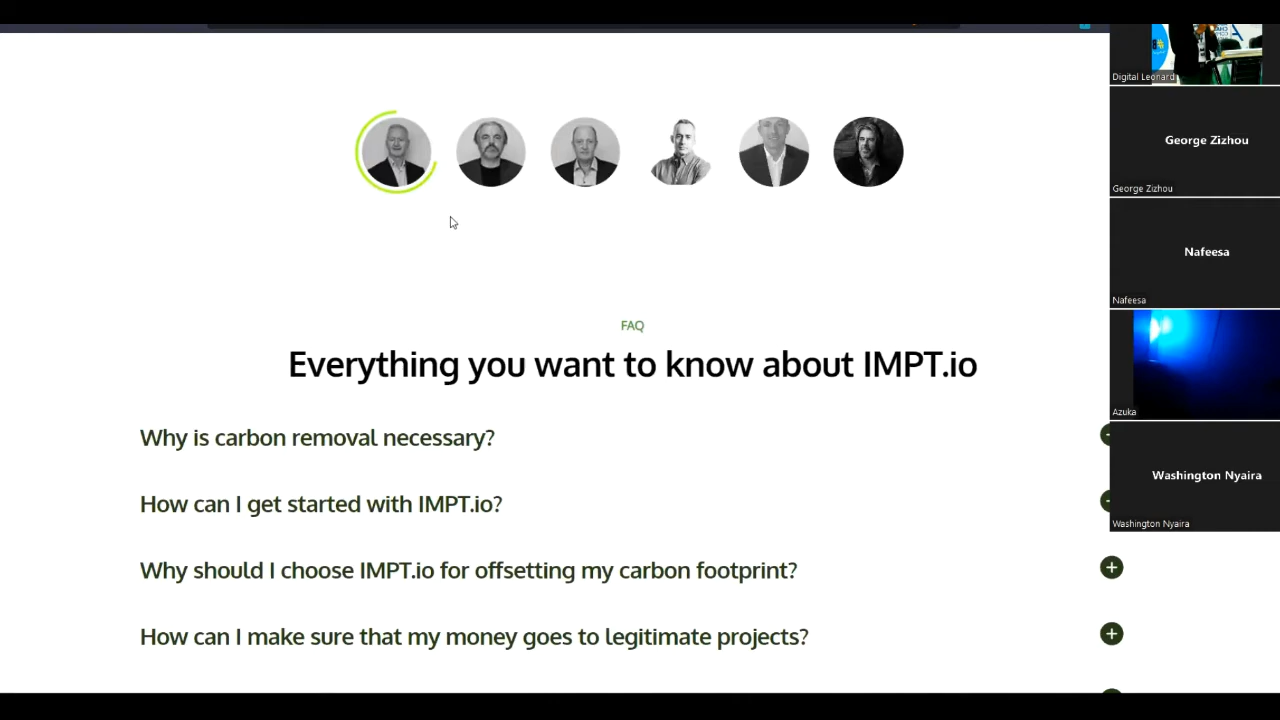 Digital Leonard
George Zizhou
George Zizhou
Nafeesa
Nafeesa
Azuka
Washington Nyaira
Washington Nyaira
FAQ
Everything you want to know about IMPT.io
Why is carbon removal necessary?
How can I get started with IMPT.io?
Why should I choose IMPT.io for offsetting my carbon footprint?
How can I make sure that my money goes to legitimate projects?